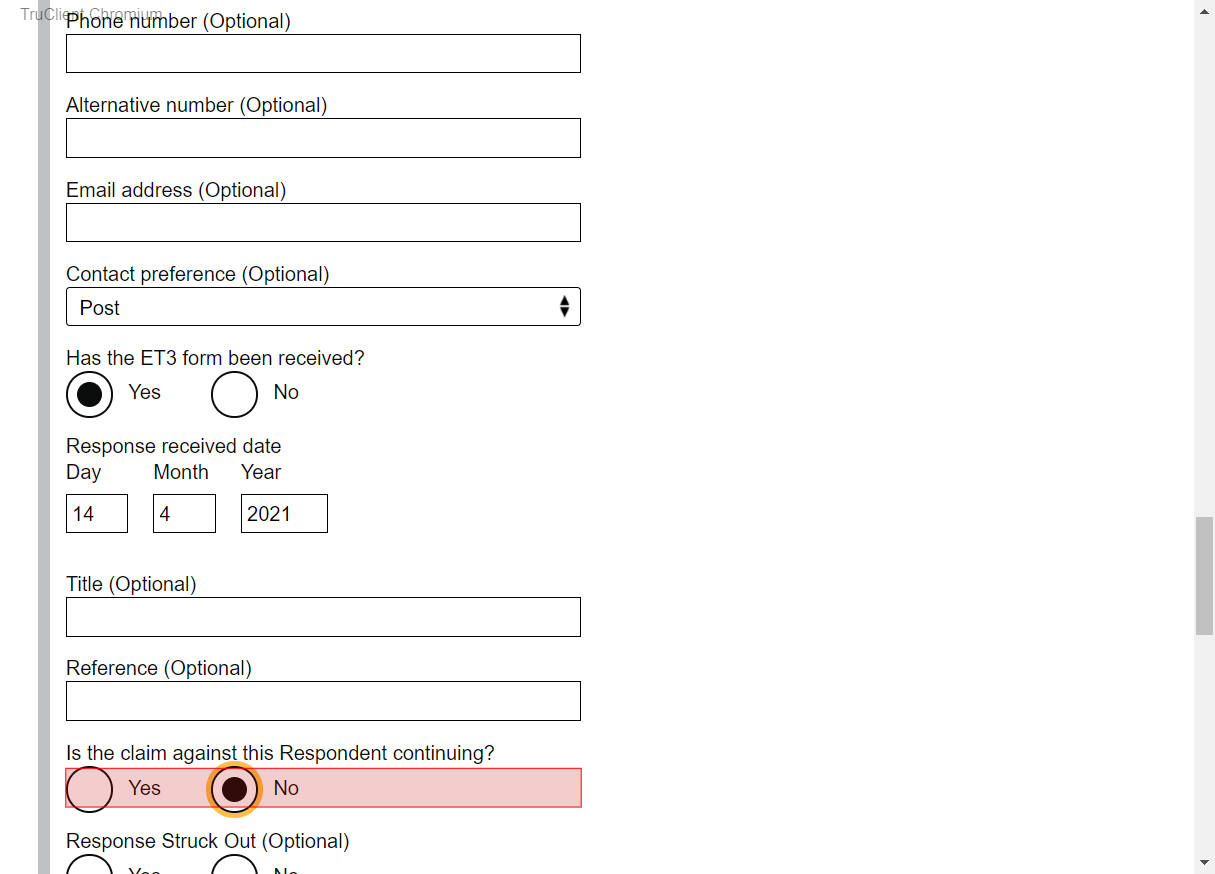 TruClient Chromium
Phone number (Optional)
Alternative number (Optional)
Email address (Optional)
Contact preference (Optional)
Post
Has the ET3 form been received?
Yes No
Response received date
Day Month Year
14 4 2021
Title (Optional)
Reference (Optional)
Is the claim against this Respondent continuing?
Yes No
Response Struck Out (Optional)
Yes No